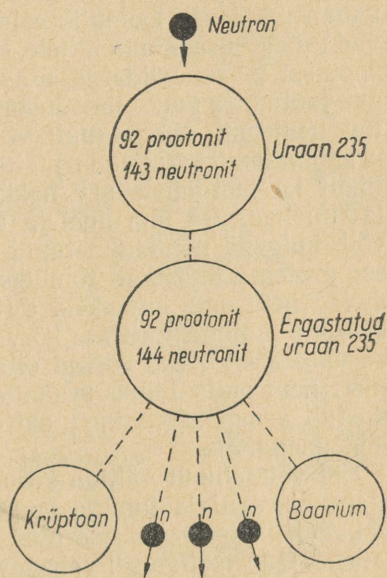 Neutron
92 prootonit
143 neutronit
Uraan 235
92 prootonit
144 neutronit
Ergastatud
uraan 235
Krüptoon
n
n
n
Baarium